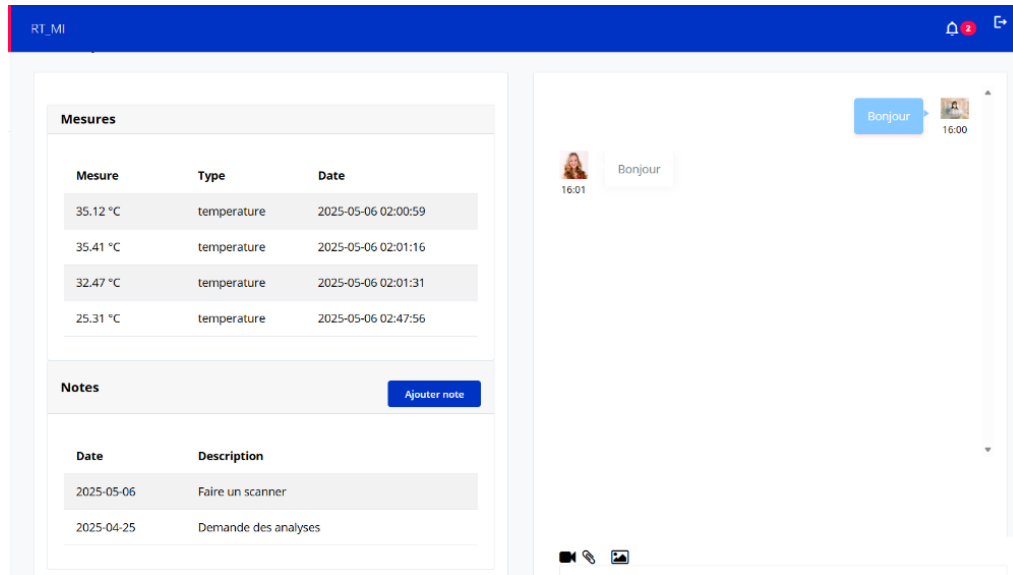 RT_MI
2
Mesures
Mesure Type Date
35.12 °C temperature 2025-05-06 02:00:59
35.41 °C temperature 2025-05-06 02:01:16
32.47 °C temperature 2025-05-06 02:01:31
25.31 °C temperature 2025-05-06 02:47:56
Notes Ajouter note
Date Description
2025-05-06 Faire un scanner
2025-04-25 Demande des analyses
Bonjour
16:00
Bonjour
16:01